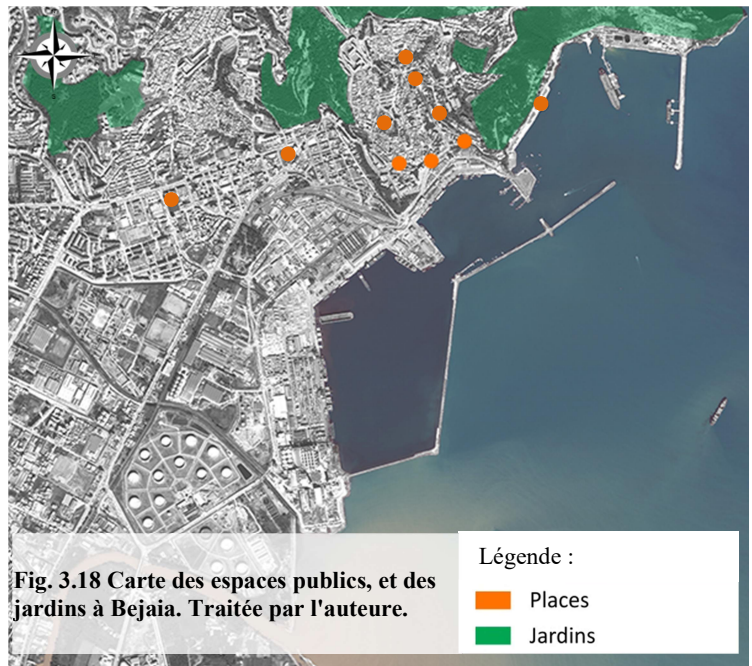 Fig. 3.18 Carte des espaces publics, et des
jardins à Bejaia. Traitée par l'auteure.
Légende :
Places
Jardins